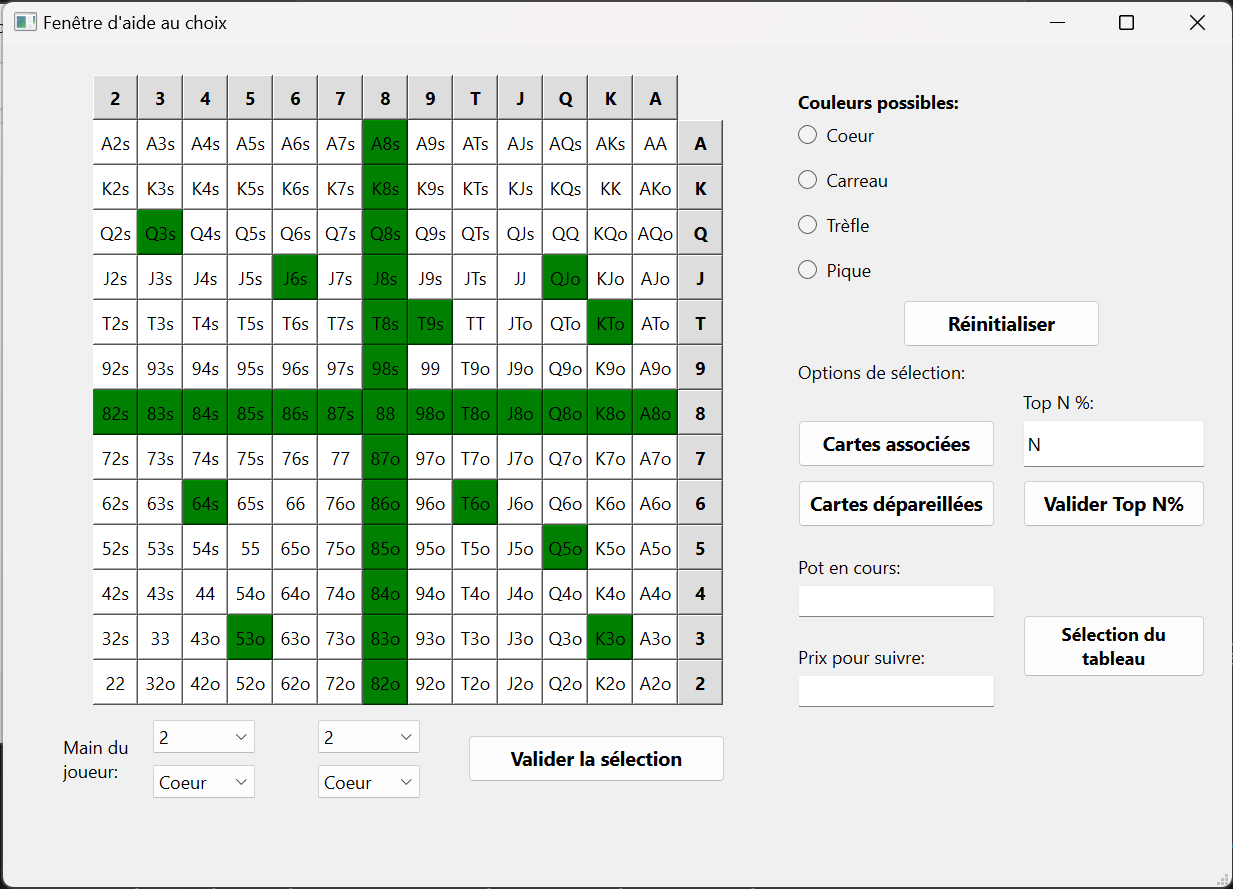 Fenêtre d'aide au choix
2 3 4 5 6 7 8 9 T J Q K A
A2s A3s A4s A5s A6s A7s A8s A9s ATs AJs AQs AKs AA A
K2s K3s K4s K5s K6s K7s K8s K9s KTs KJs KQs KK AKo K
Q2s Q3s Q4s Q5s Q6s Q7s Q8s Q9s QTs QJs QQ KQo AQo Q
J2s J3s J4s J5s J6s J7s J8s J9s JTs JJ QJo KJo AJo J
T2s T3s T4s T5s T6s T7s T8s T9s TT JTo QTo KTo ATo T
92s 93s 94s 95s 96s 97s 98s 99 T9o J9o Q9o K9o A9o 9
82s 83s 84s 85s 86s 87s 88 98o T8o J8o Q8o K8o A8o 8
72s 73s 74s 75s 76s 77 87o 97o T7o J7o Q7o K7o A7o 7
62s 63s 64s 65s 66 76o 86o 96o T6o J6o Q6o K6o A6o 6
52s 53s 54s 55 65o 75o 85o 95o T5o J5o Q5o K5o A5o 5
42s 43s 44 54o 64o 74o 84o 94o T4o J4o Q4o K4o A4o 4
32s 33 43o 53o 63o 73o 83o 93o T3o J3o Q3o K3o A3o 3
22 32o 42o 52o 62o 72o 82o 92o T2o J2o Q2o K2o A2o 2
Main du
joueur:
2 2
Coeur Coeur
Valider la sélection
Couleurs possibles:
Coeur
Carreau
Trèfle
Pique
Réinitialiser
Options de sélection:
Top N %:
Cartes associées
N
Cartes dépareillées
Valider Top N%
Pot en cours:
Prix pour suivre:
Sélection du
tableau